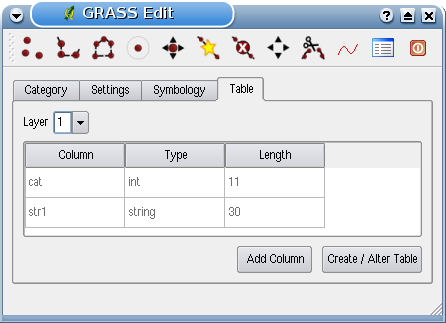 GRASS Edit
Category Settings Symbology Table
Layer 1
Column Type Length
cat int 11
str1 string 30
Add Column Create / Alter Table